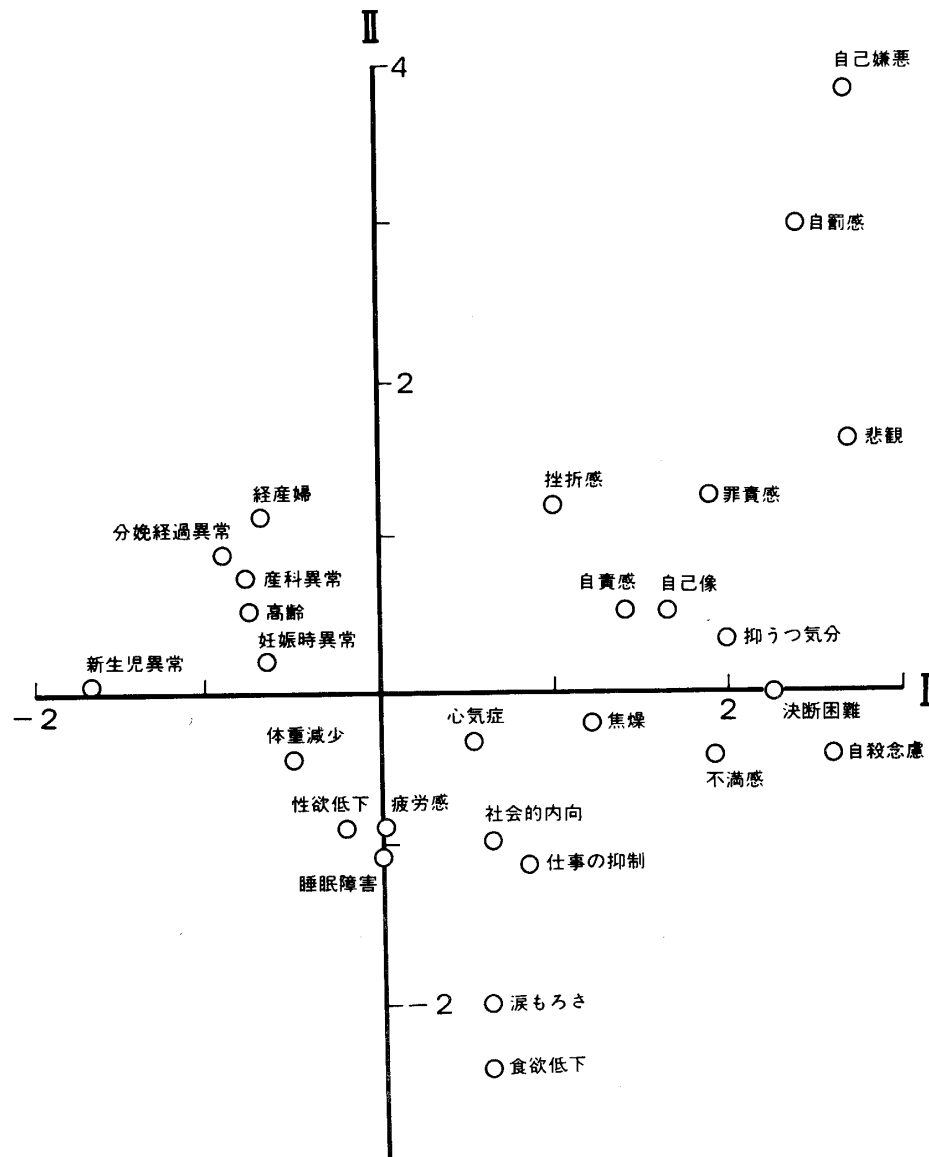 Ⅱ
4
自己嫌悪
自罰感
2
悲観
経産婦
挫折感
罪責感
分娩経過異常
産科異常
自責感
自己像
高齢
抑うつ気分
妊娠時異常
新生児異常
Ⅰ
-2
2
決断困難
心気症
焦燥
体重減少
不満感
自殺念慮
性欲低下
疲労感
社会的内向
仕事の抑制
睡眠障害
-2
涙もろさ
食欲低下